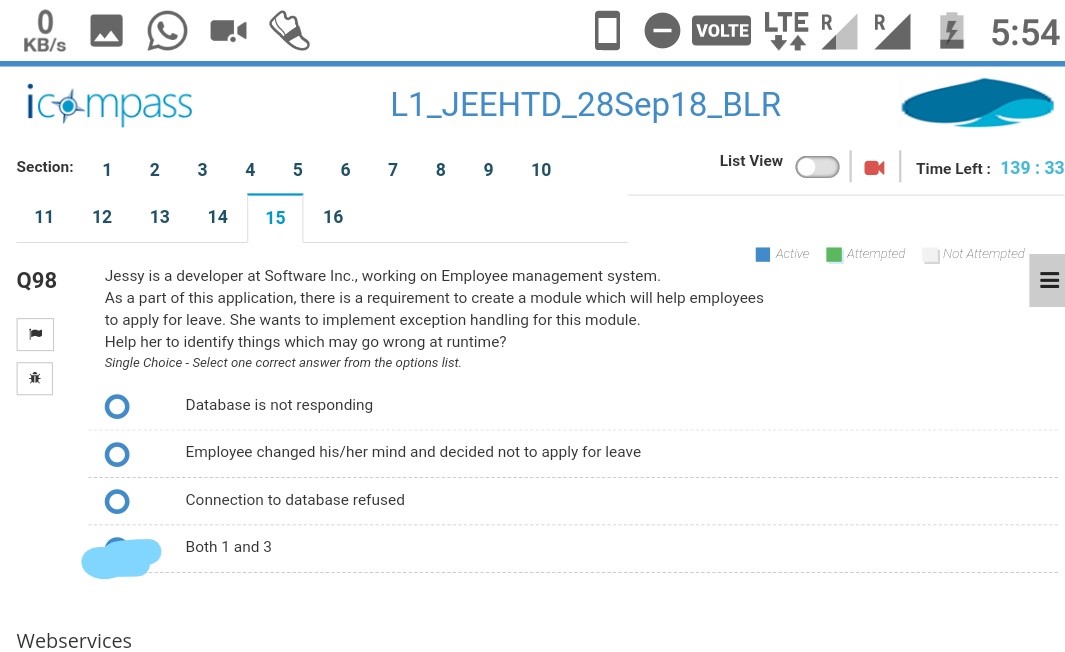 0
KB/s
VOLTE
LTE
R
R
5:54
icompass
L1_JEEHTD_28Sep18_BLR
Section: 1 2 3 4 5 6 7 8 9 10
List View
Time Left : 139 : 33
11 12 13 14 15 16
Active Attempted Not Attempted
Q98
Jessy is a developer at Software Inc., working on Employee management system.
As a part of this application, there is a requirement to create a module which will help employees
to apply for leave. She wants to implement exception handling for this module.
Help her to identify things which may go wrong at runtime?
Single Choice - Select one correct answer from the options list.
Database is not responding
Employee changed his/her mind and decided not to apply for leave
Connection to database refused
Both 1 and 3
Webservices